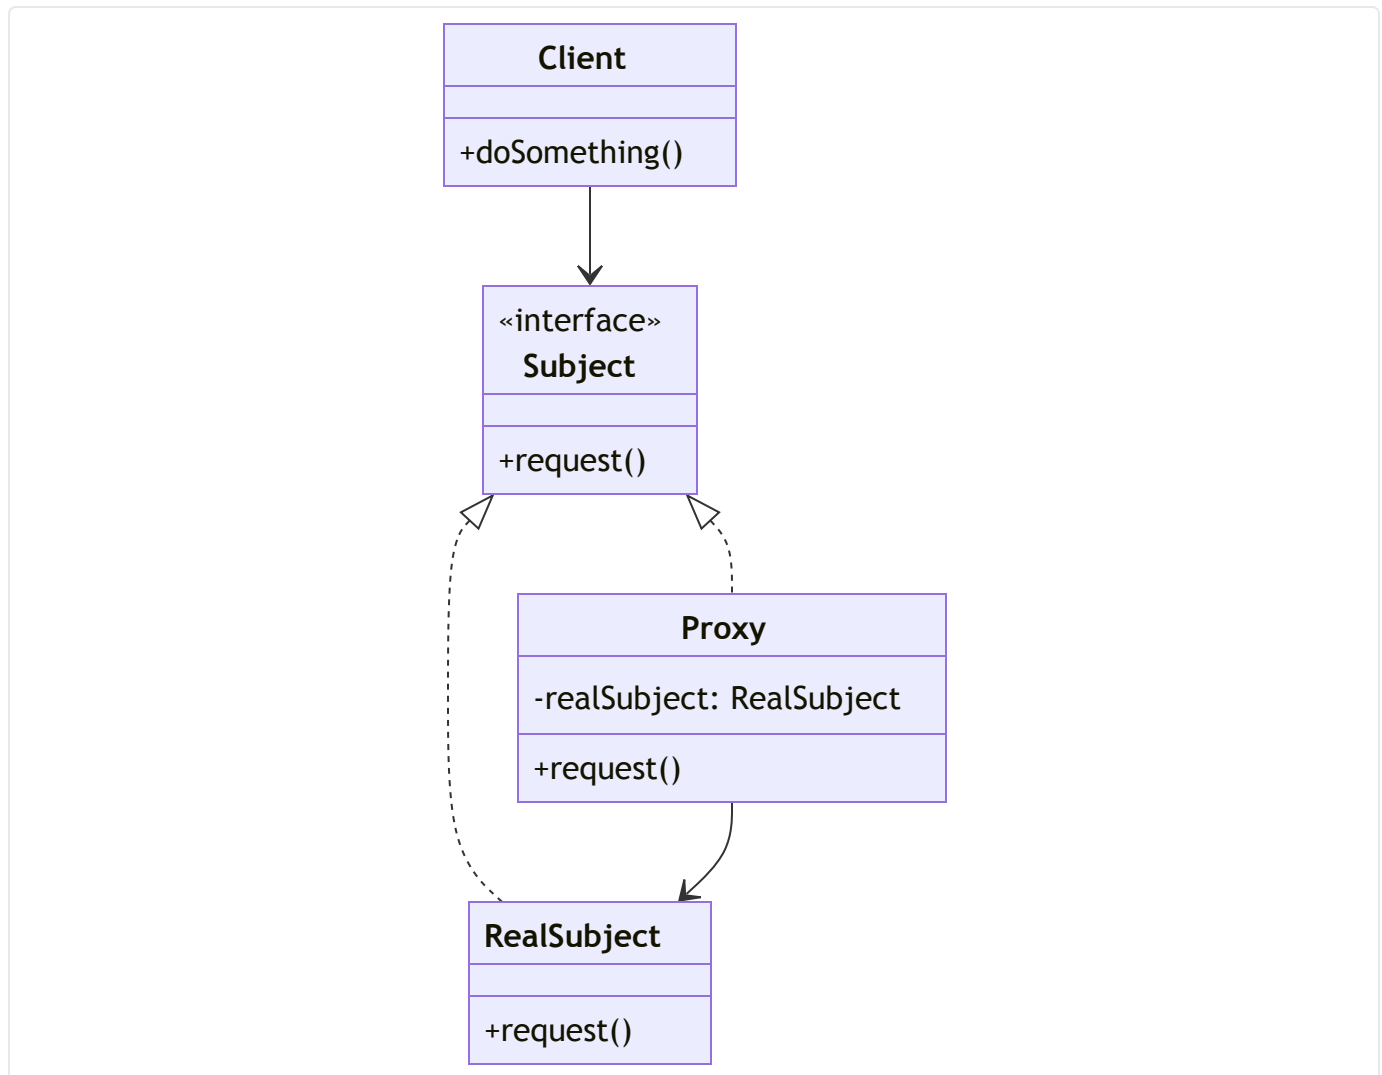 Client
+doSomething()
«interface»
Subject
+request()
Proxy
-realSubject: RealSubject
+request()
RealSubject
+request()